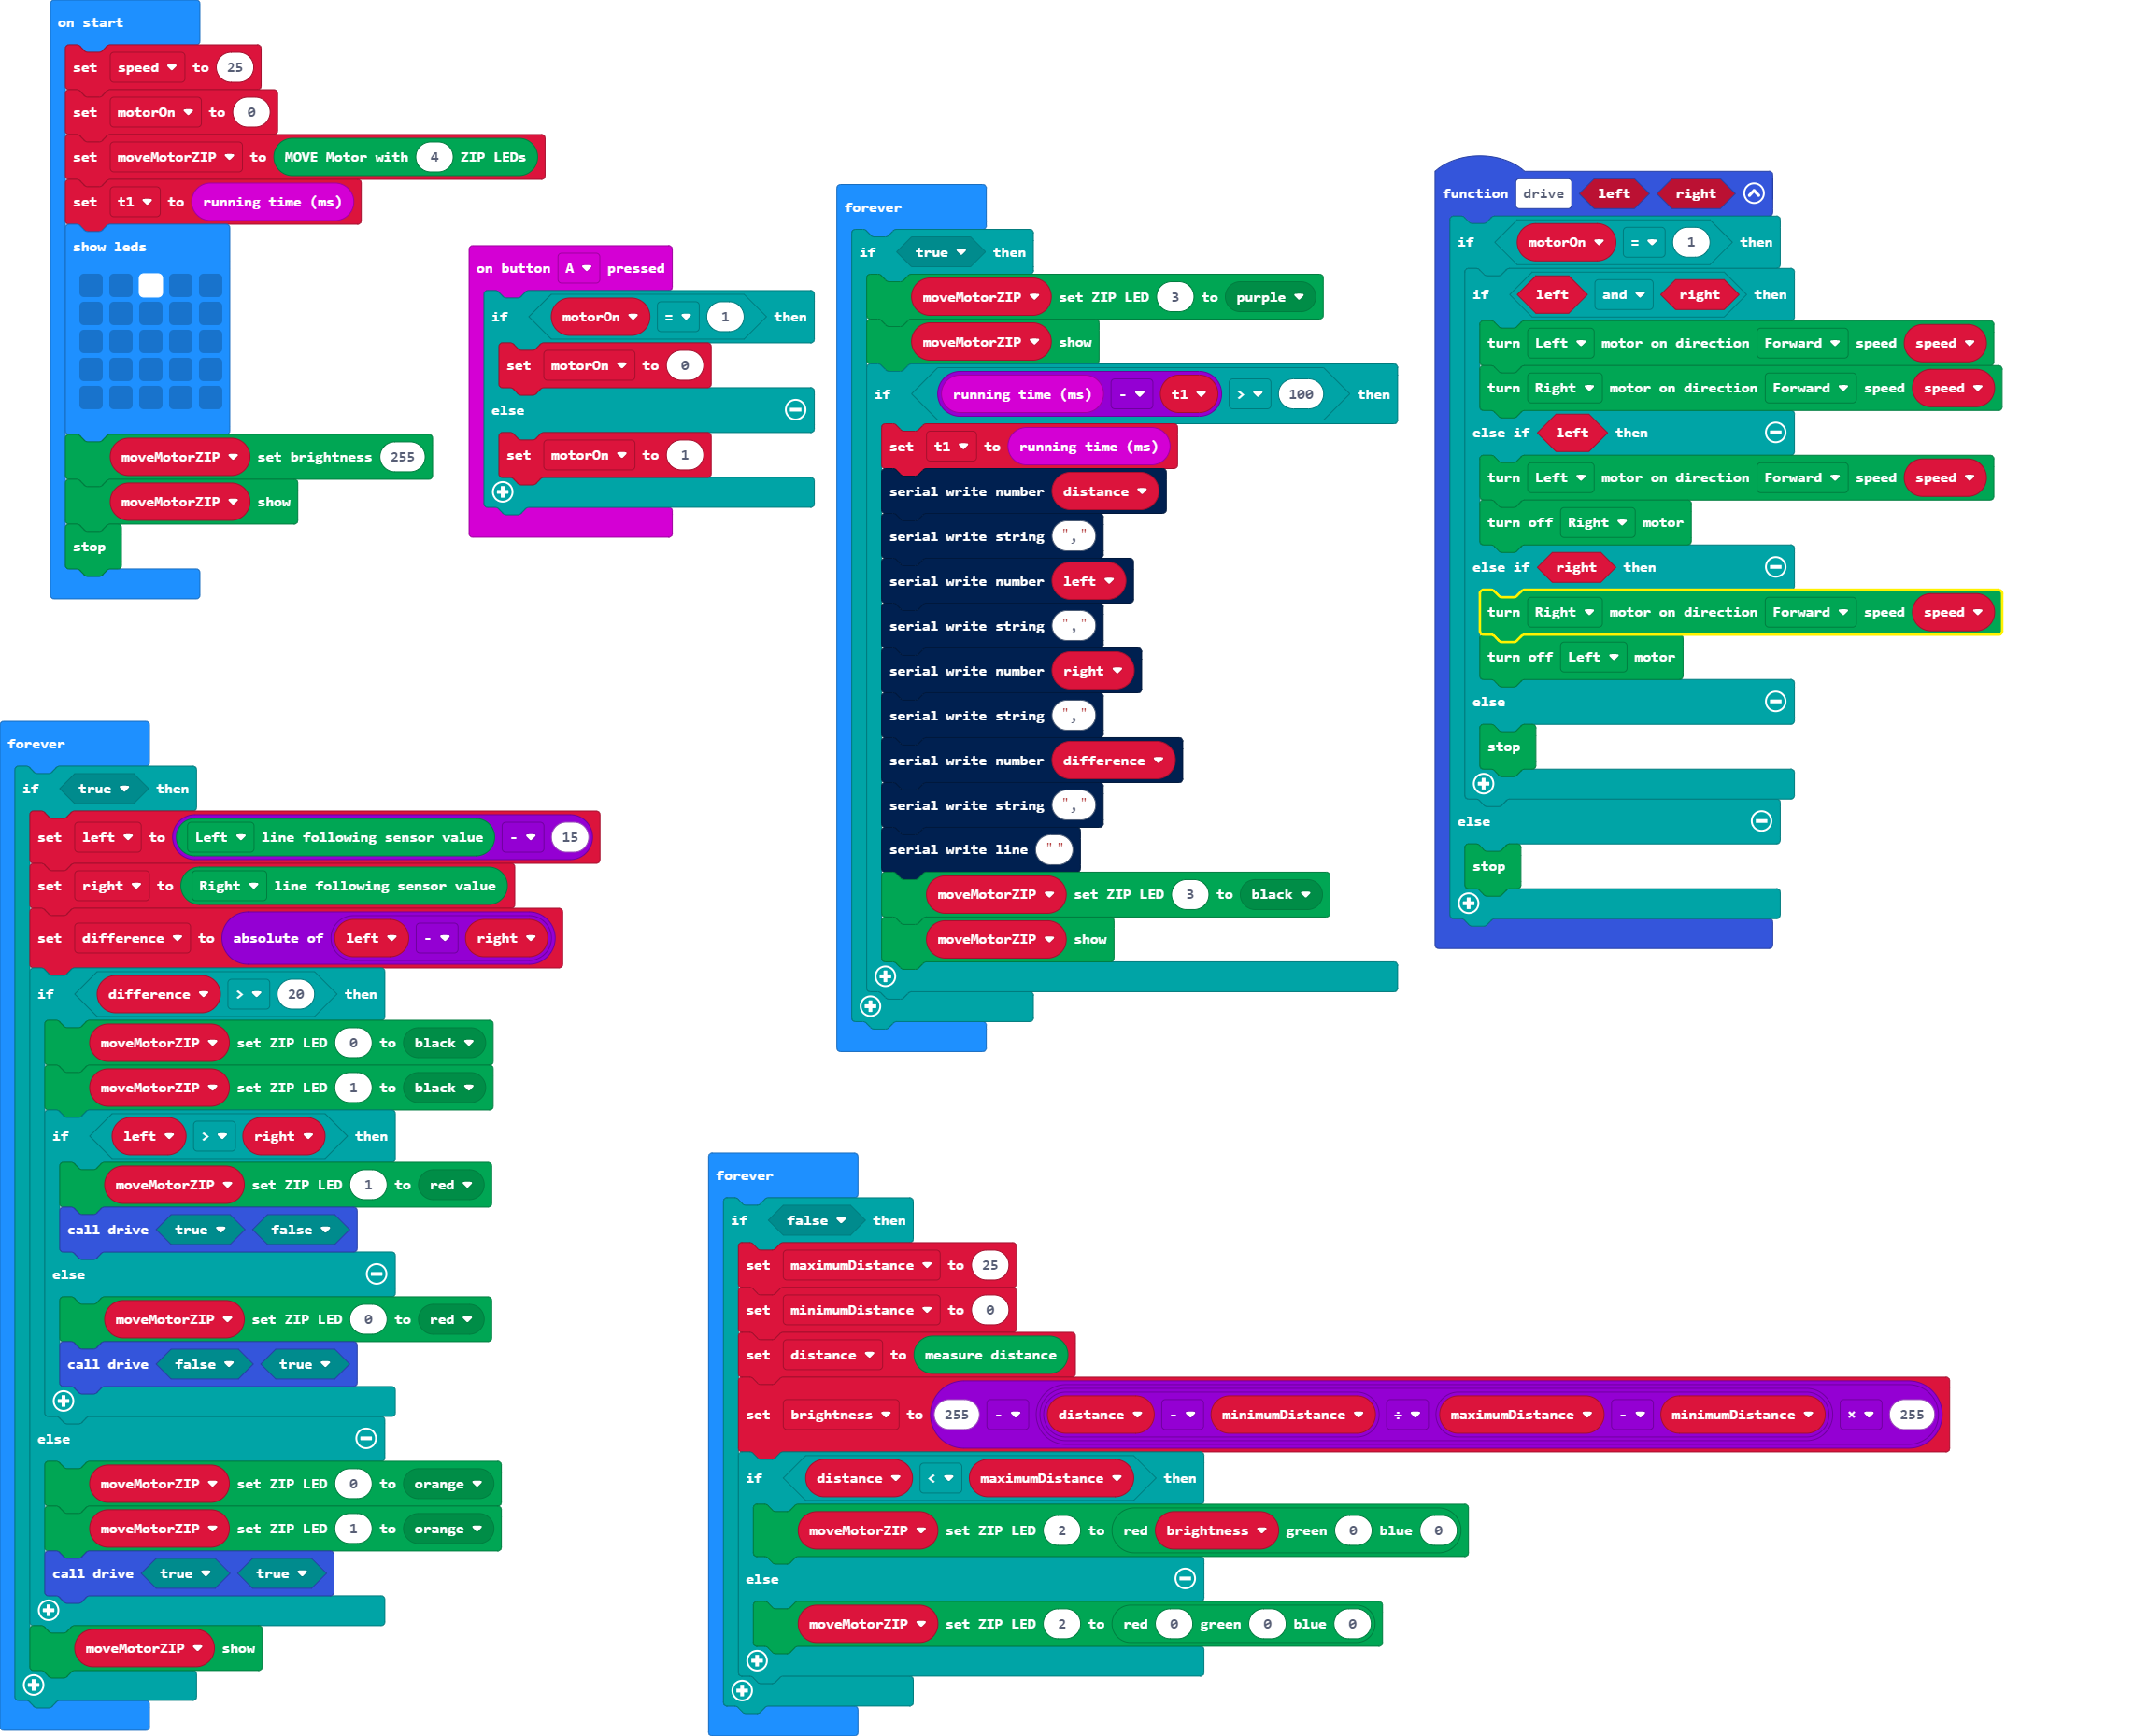 on start
set speed to 25
set motorOn to 0
set moveMotorZIP to MOVE Motor with 4 ZIP LEDs
set t1 to running time (ms)
show leds
moveMotorZIP set brightness 255
moveMotorZIP show
stop
on button A pressed
if motorOn = 1 then
set motorOn to 0
else
set motorOn to 1
forever
if true then
moveMotorZIP set ZIP LED 3 to purple
moveMotorZIP show
if running time (ms) - t1 > 100 then
set t1 to running time (ms)
serial write number distance
serial write string ","
serial write number left
serial write string ","
serial write number right
serial write string ","
serial write number difference
serial write string ","
serial write line " "
moveMotorZIP set ZIP LED 3 to black
moveMotorZIP show
function drive left right
if motorOn = 1 then
if left and right then
turn Left motor on direction Forward speed speed
turn Right motor on direction Forward speed speed
else if left then
turn Left motor on direction Forward speed speed
turn off Right motor
else if right then
turn Right motor on direction Forward speed speed
turn off Left motor
else
stop
else
stop
forever
if true then
set left to Left line following sensor value - 15
set right to Right line following sensor value
set difference to absolute of left - right
if difference > 20 then
moveMotorZIP set ZIP LED 0 to black
moveMotorZIP set ZIP LED 1 to black
if left > right then
moveMotorZIP set ZIP LED 1 to red
call drive true false
else
moveMotorZIP set ZIP LED 0 to red
call drive false true
else
moveMotorZIP set ZIP LED 0 to orange
moveMotorZIP set ZIP LED 1 to orange
call drive true true
moveMotorZIP show
forever
if false then
set maximumDistance to 25
set minimumDistance to 0
set distance to measure distance
set brightness to 255 - distance - minimumDistance ÷ maximumDistance - minimumDistance × 255
if distance < maximumDistance then
moveMotorZIP set ZIP LED 2 to red brightness green 0 blue 0
else
moveMotorZIP set ZIP LED 2 to red 0 green 0 blue 0